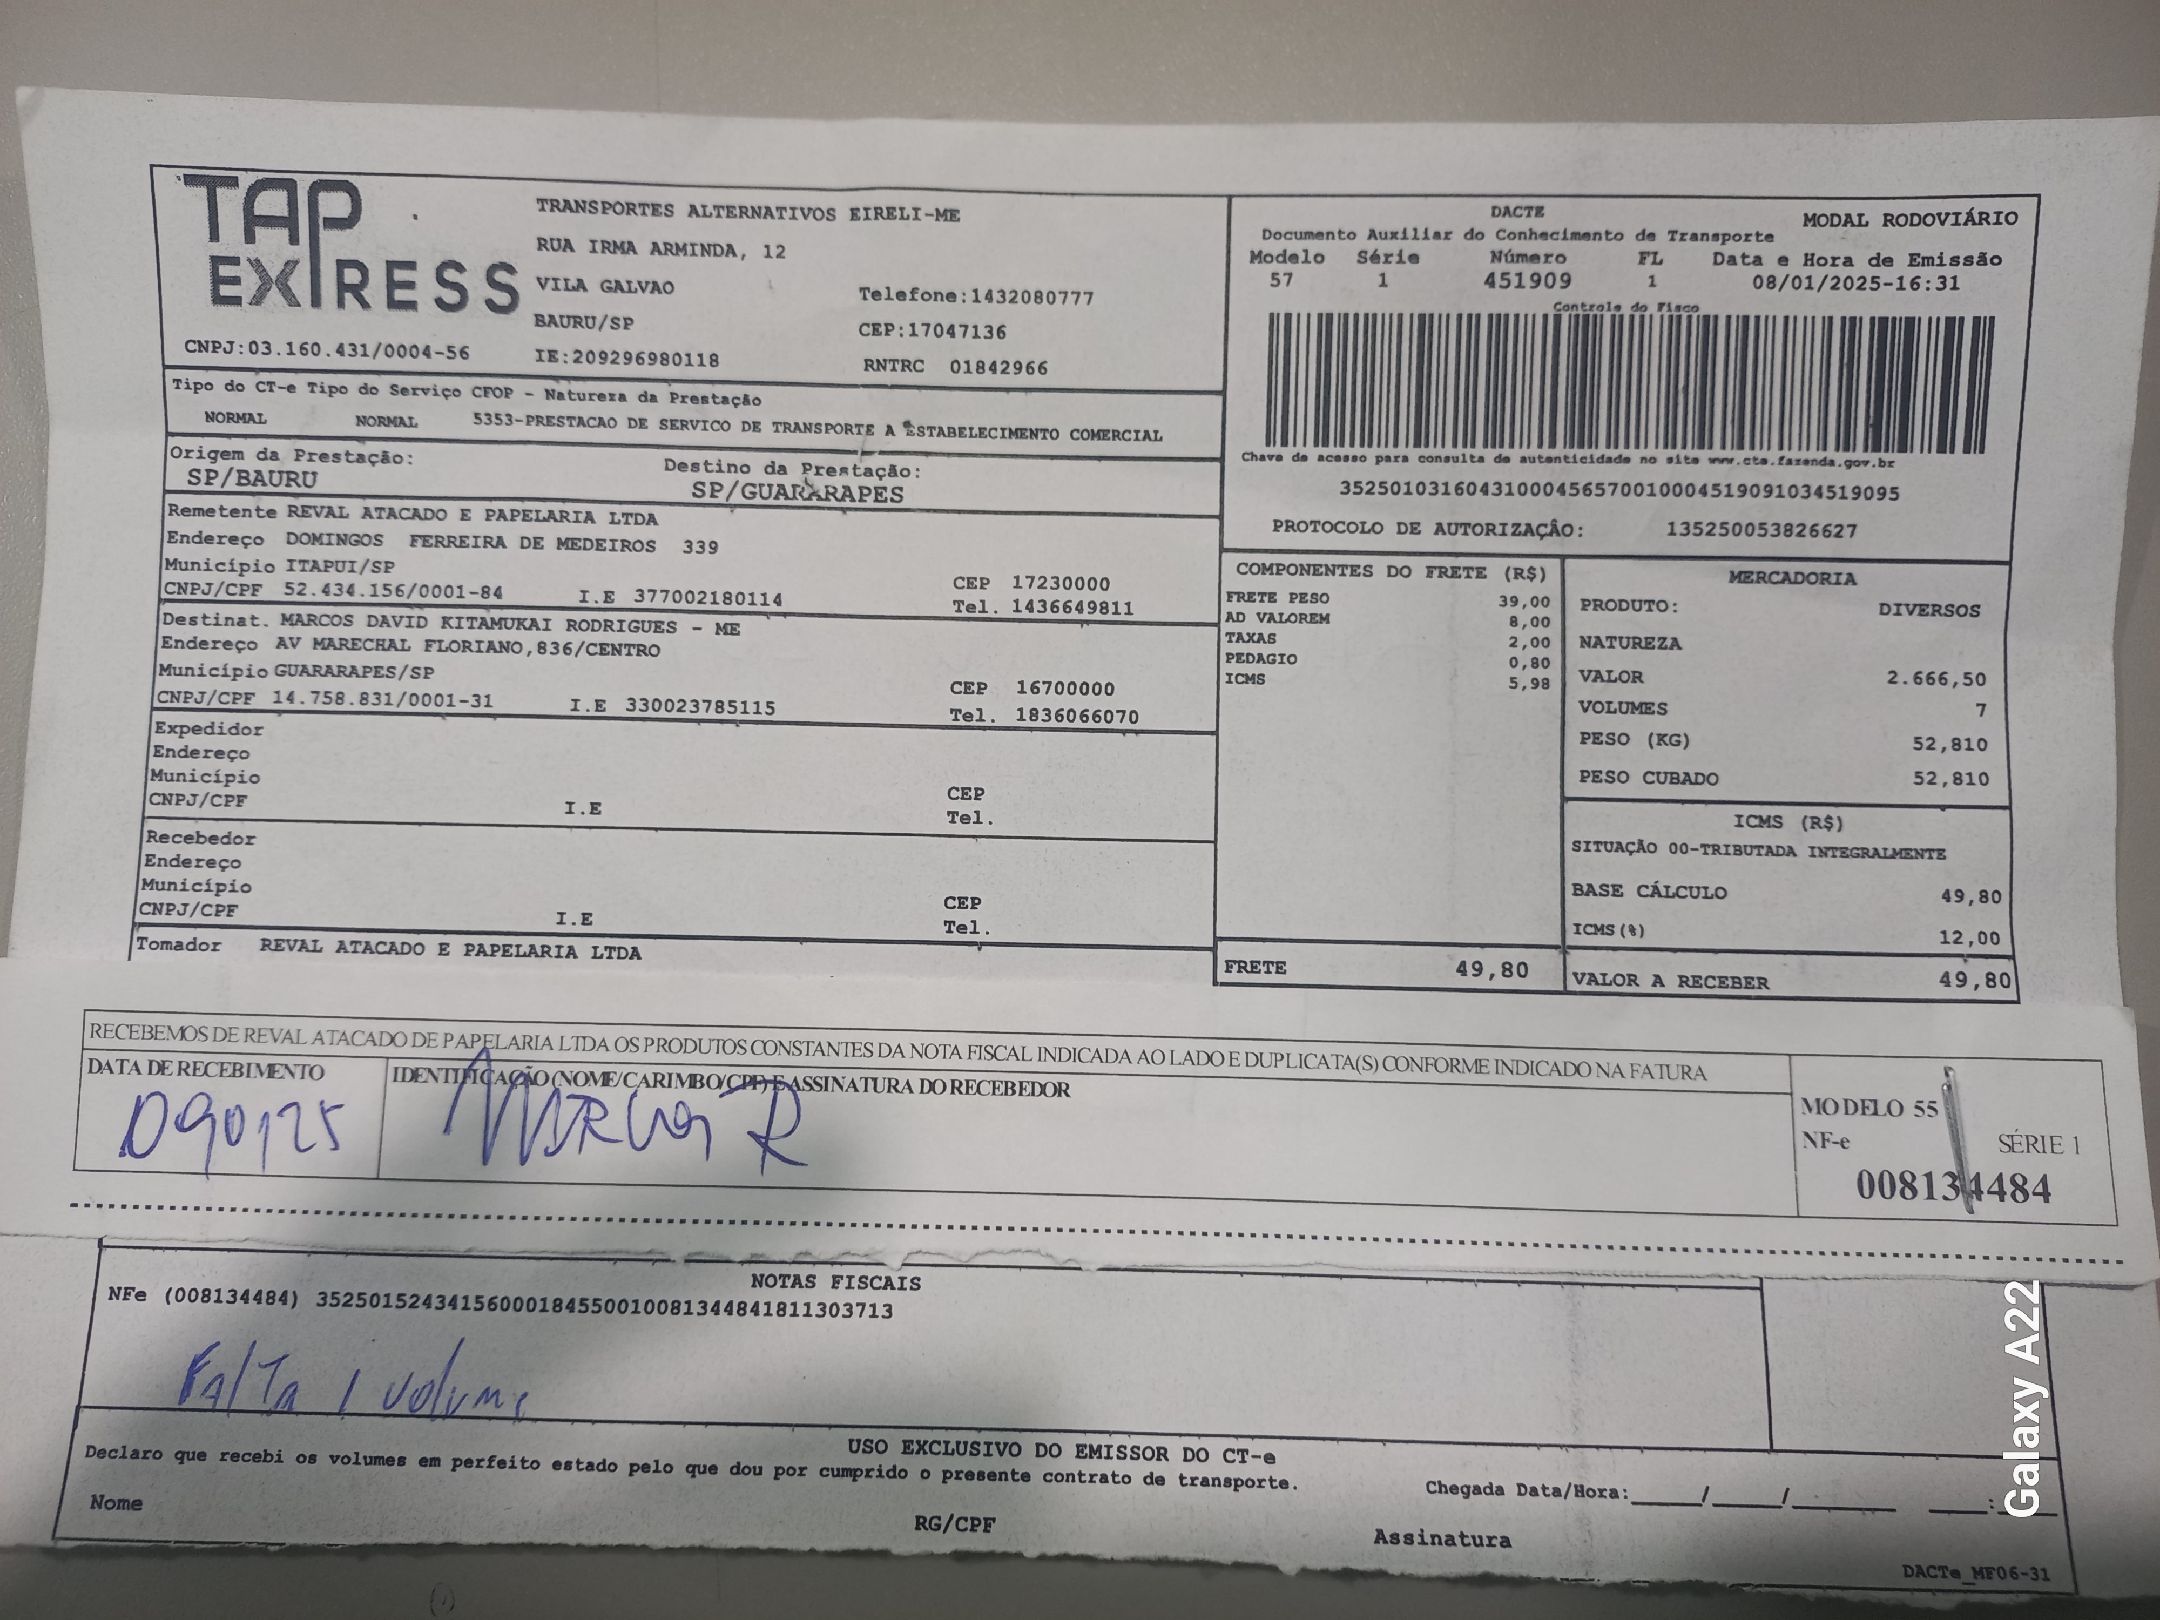 TAP EXPRESS
CNPJ:03.160.431/0004-56
TRANSPORTES ALTERNATIVOS EIRELI-ME
RUA IRMA ARMINDA, 12
VILA GALVAO
BAURU/SP
IE:209296980118
Telefone:1432080777
CEP:17047136
RNTRC 01842966
DACTE MODAL RODOVIÁRIO
Documento Auxiliar do Conhecimento de Transporte
Modelo Série Número FL Data e Hora de Emissão
57 1 451909 1 08/01/2025-16:31
Controle do Fisco
Chave de acesso para consulta de autenticidade no site www.cte.fazenda.gov.br
35250103160431000456570010004519091034519095
PROTOCOLO DE AUTORIZAÇÂO: 135250053826627
Tipo do CT-e Tipo do Serviço CFOP - Natureza da Prestação
NORMAL NORMAL 5353-PRESTACAO DE SERVICO DE TRANSPORTE A ESTABELECIMENTO COMERCIAL
Origem da Prestação: Destino da Prestação:
SP/BAURU SP/GUARARAPES
Remetente REVAL ATACADO E PAPELARIA LTDA
Endereço DOMINGOS FERREIRA DE MEDEIROS 339
Município ITAPUI/SP CEP 17230000
CNPJ/CPF 52.434.156/0001-84 I.E 377002180114 Tel. 1436649811
Destinat. MARCOS DAVID KITAMUKAI RODRIGUES - ME
Endereço AV MARECHAL FLORIANO,836/CENTRO
Município GUARARAPES/SP CEP 16700000
CNPJ/CPF 14.758.831/0001-31 I.E 330023785115 Tel. 1836066070
Expedidor
Endereço
Município CEP
CNPJ/CPF I.E Tel.
Recebedor
Endereço
Município CEP
CNPJ/CPF I.E Tel.
Tomador REVAL ATACADO E PAPELARIA LTDA
COMPONENTES DO FRETE (R$)
FRETE PESO 39,00
AD VALOREM 8,00
TAXAS 2,00
PEDAGIO 0,80
ICMS 5,98
FRETE 49,80
MERCADORIA
PRODUTO: DIVERSOS
NATUREZA
VALOR 2.666,50
VOLUMES 7
PESO (KG) 52,810
PESO CUBADO 52,810
ICMS (R$)
SITUAÇÃO 00-TRIBUTADA INTEGRALMENTE
BASE CÁLCULO 49,80
ICMS(%) 12,00
VALOR A RECEBER 49,80
RECEBEMOS DE REVAL ATACADO DE PAPELARIA LTDA OS PRODUTOS CONSTANTES DA NOTA FISCAL INDICADA AO LADO E DUPLICATA(S) CONFORME INDICADO NA FATURA
DATA DE RECEBIMENTO IDENTIFICAÇÃO (NOME/CARIMBO/CPF) E ASSINATURA DO RECEBEDOR
090125
MODELO 55
NF-e SÉRIE 1
008134484
NOTAS FISCAIS
NFe (008134484) 35250152434156000184550010081344841811303713
Falta 1 volume
USO EXCLUSIVO DO EMISSOR DO CT-e
Declaro que recebi os volumes em perfeito estado pelo que dou por cumprido o presente contrato de transporte.
Chegada Data/Hora:_____/_____/_______ ____:____
Nome RG/CPF Assinatura
DACTe_MF06-31
Galaxy A22